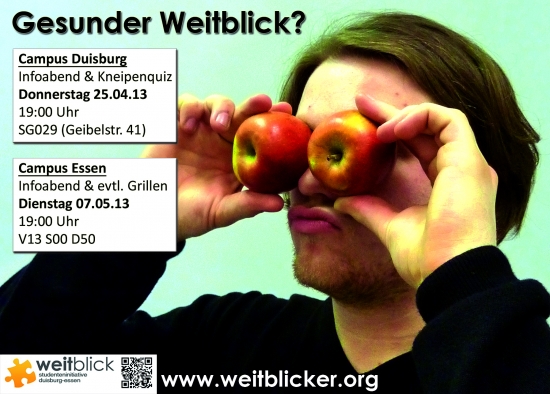 Gesunder Weitblick?
Campus Duisburg
Infoabend & Kneipenquiz
Donnerstag 25.04.13
19:00 Uhr
SG029 (Geibelstr. 41)
Campus Essen
Infoabend & evtl. Grillen
Dienstag 07.05.13
19:00 Uhr
V13 S00 D50
weitblick
studenteninitiative
duisburg-essen
www.weitblicker.org